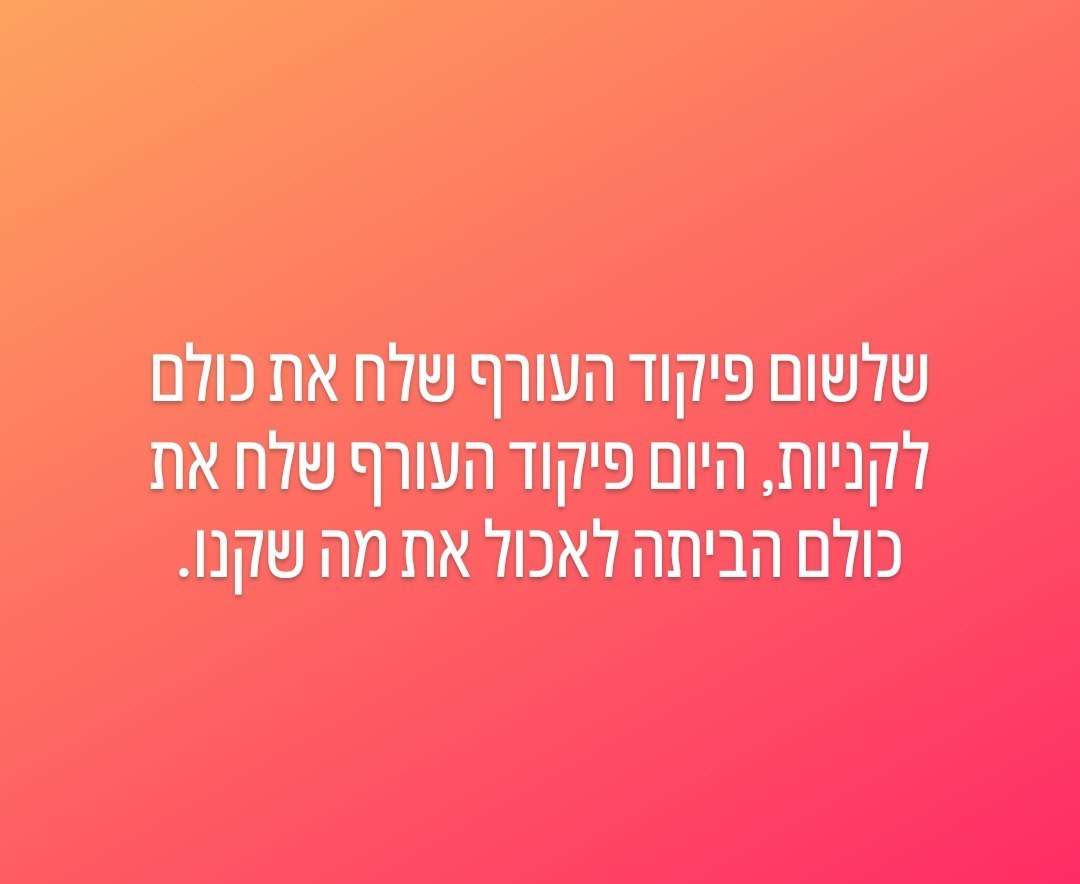 שלשום פיקוד העורף שלח את כולם
לקניות, היום פיקוד העורף שלח את
כולם הביתה לאכול את מה שקנו.